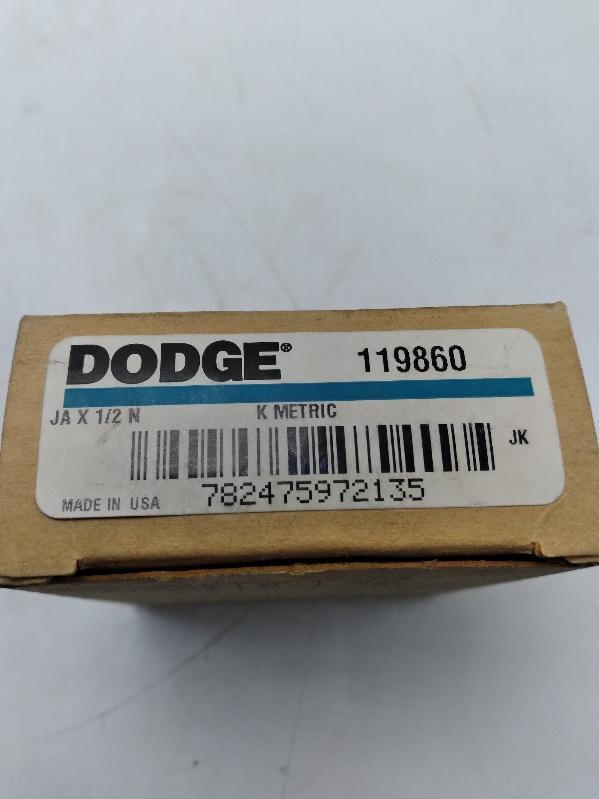 DODGE® 119860
JA X 1/2 N K METRIC
JK
MADE IN USA 782475972135